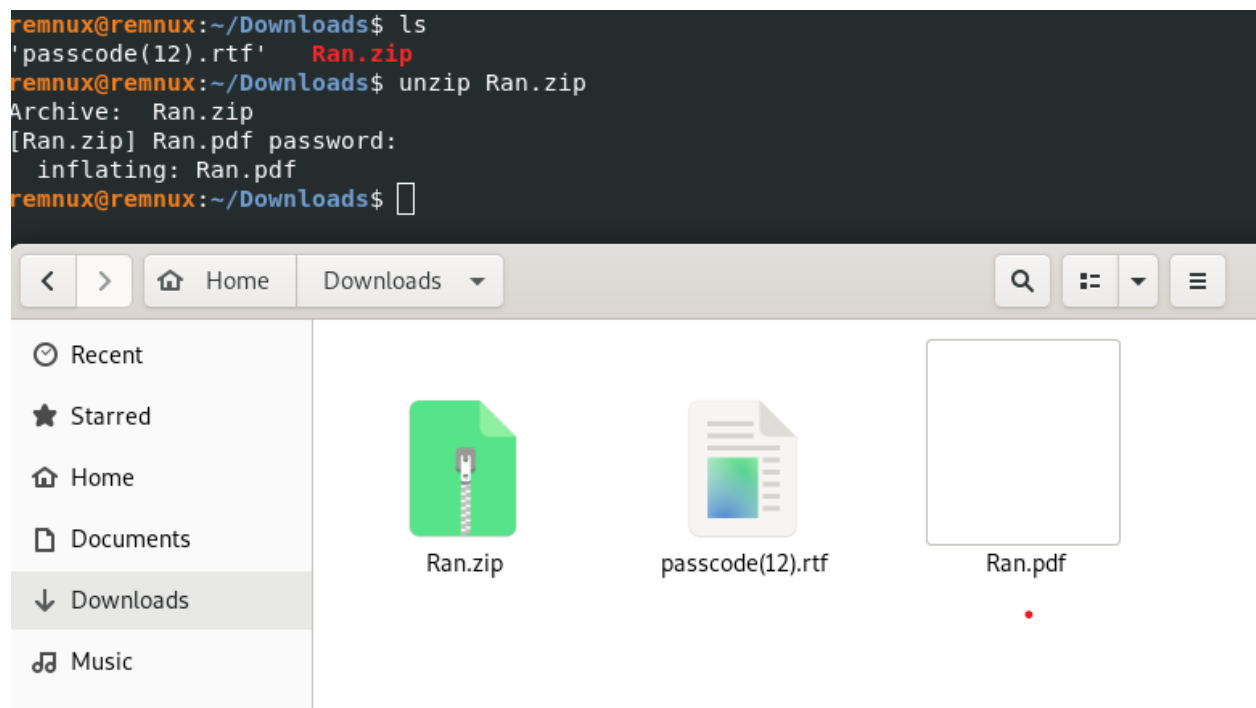 remnux@remnux:~/Downloads$ ls
'passcode(12).rtf'   Ran.zip
remnux@remnux:~/Downloads$ unzip Ran.zip
Archive:  Ran.zip
[Ran.zip] Ran.pdf password:
  inflating: Ran.pdf
remnux@remnux:~/Downloads$
Home Downloads
Recent
Starred
Home
Documents
Downloads
Music
Ran.zip passcode(12).rtf Ran.pdf